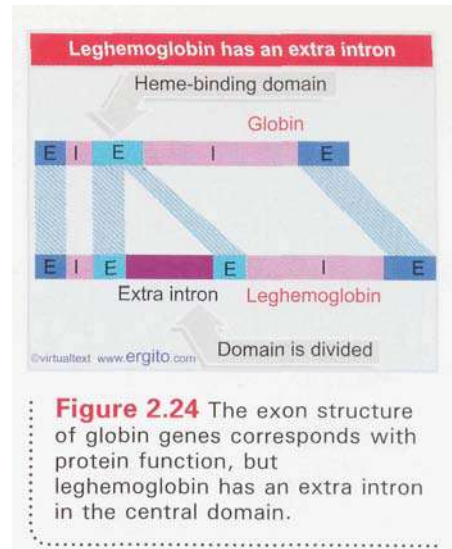 Leghemoglobin has an extra intron
Heme-binding domain
Globin
E I E I E
E I E E I E
Extra intron Leghemoglobin
Domain is divided
©virtualtext www.ergito.com
Figure 2.24 The exon structure
of globin genes corresponds with
protein function, but
leghemoglobin has an extra intron
in the central domain.